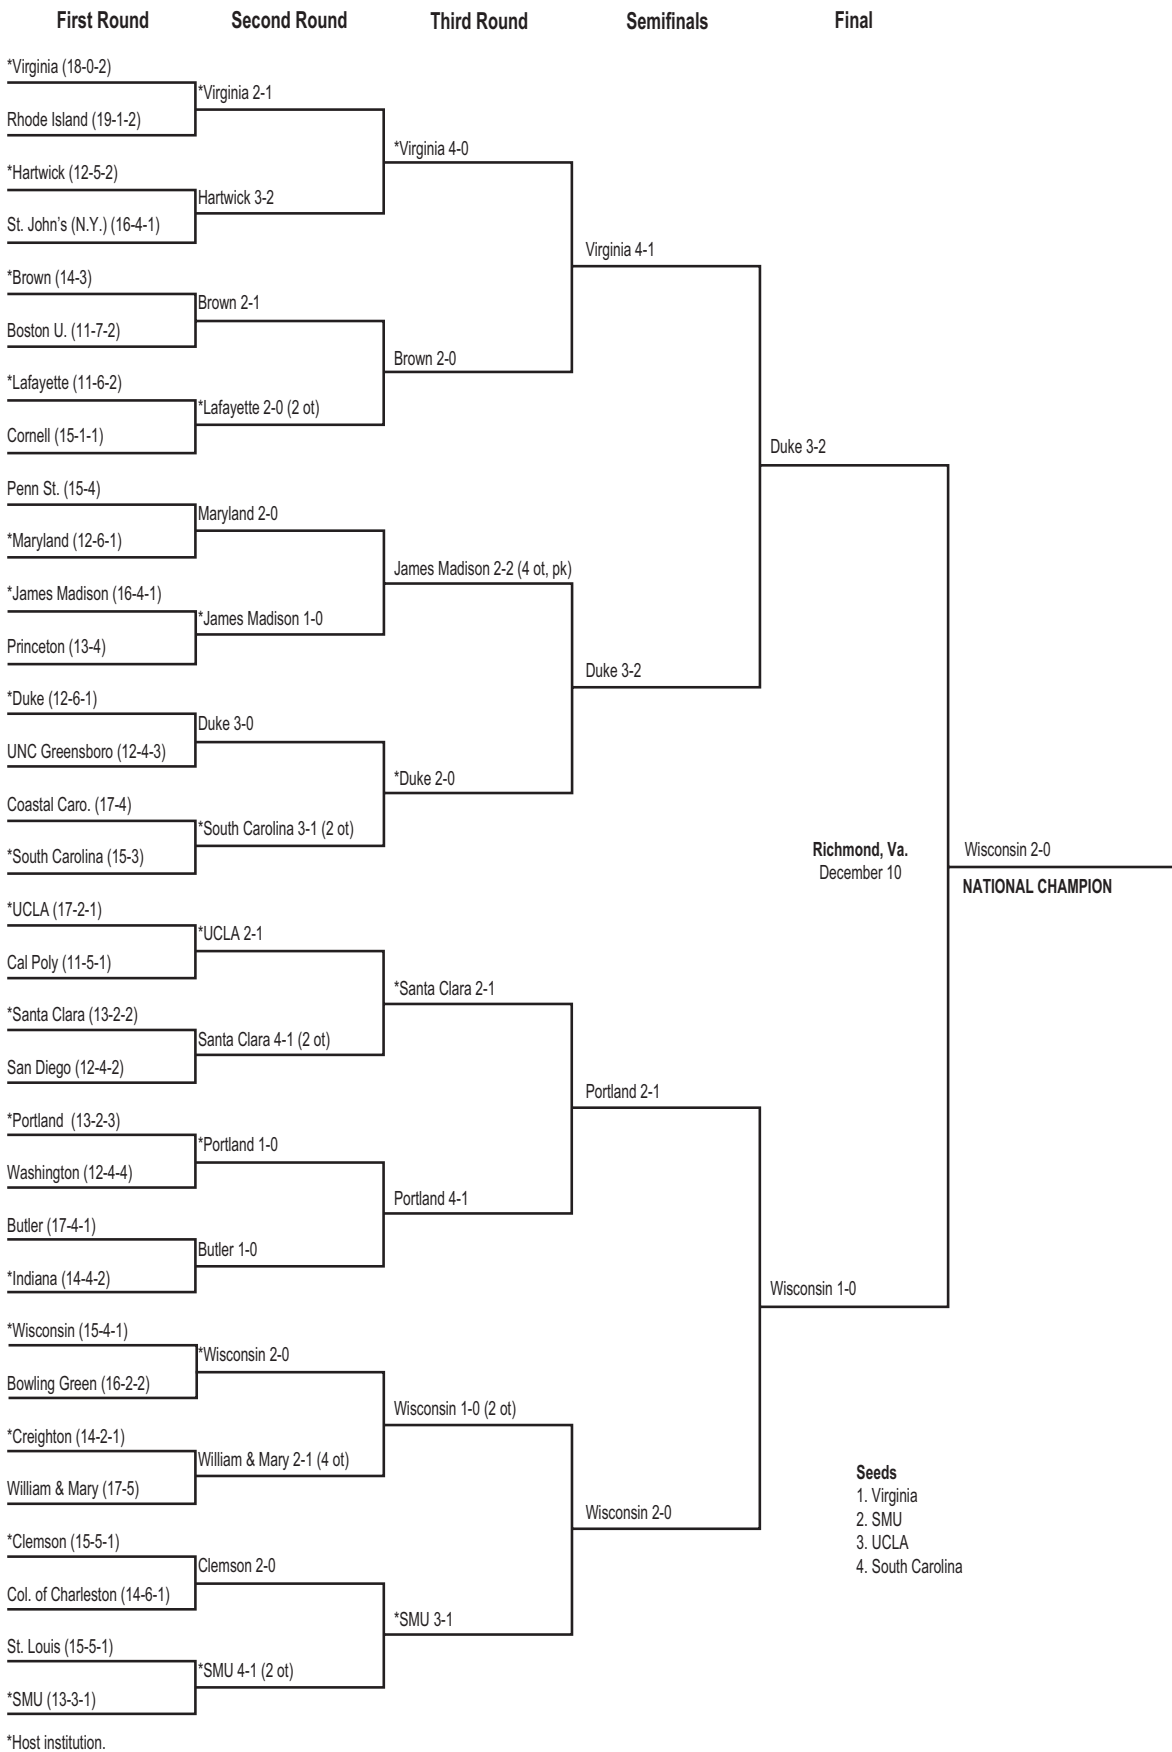 First Round
Second Round
Third Round
Semifinals
Final
*Virginia (18-0-2)
Rhode Island (19-1-2)
*Hartwick (12-5-2)
St. John's (N.Y.) (16-4-1)
*Brown (14-3)
Boston U. (11-7-2)
*Lafayette (11-6-2)
Cornell (15-1-1)
Penn St. (15-4)
*Maryland (12-6-1)
*James Madison (16-4-1)
Princeton (13-4)
*Duke (12-6-1)
UNC Greensboro (12-4-3)
Coastal Caro. (17-4)
*South Carolina (15-3)
*UCLA (17-2-1)
Cal Poly (11-5-1)
*Santa Clara (13-2-2)
San Diego (12-4-2)
*Portland (13-2-3)
Washington (12-4-4)
Butler (17-4-1)
*Indiana (14-4-2)
*Wisconsin (15-4-1)
Bowling Green (16-2-2)
*Creighton (14-2-1)
William & Mary (17-5)
*Clemson (15-5-1)
Col. of Charleston (14-6-1)
St. Louis (15-5-1)
*SMU (13-3-1)
*Virginia 2-1
Hartwick 3-2
Brown 2-1
*Lafayette 2-0 (2 ot)
Maryland 2-0
*James Madison 1-0
Duke 3-0
*South Carolina 3-1 (2 ot)
*UCLA 2-1
Santa Clara 4-1 (2 ot)
*Portland 1-0
Butler 1-0
*Wisconsin 2-0
William & Mary 2-1 (4 ot)
Clemson 2-0
*SMU 4-1 (2 ot)
*Virginia 4-0
Brown 2-0
James Madison 2-2 (4 ot, pk)
*Duke 2-0
*Santa Clara 2-1
Portland 4-1
Wisconsin 1-0 (2 ot)
*SMU 3-1
Virginia 4-1
Duke 3-2
Portland 2-1
Wisconsin 2-0
Duke 3-2
Wisconsin 1-0
Richmond, Va.
December 10
Wisconsin 2-0
NATIONAL CHAMPION
Seeds
1. Virginia
2. SMU
3. UCLA
4. South Carolina
*Host institution.